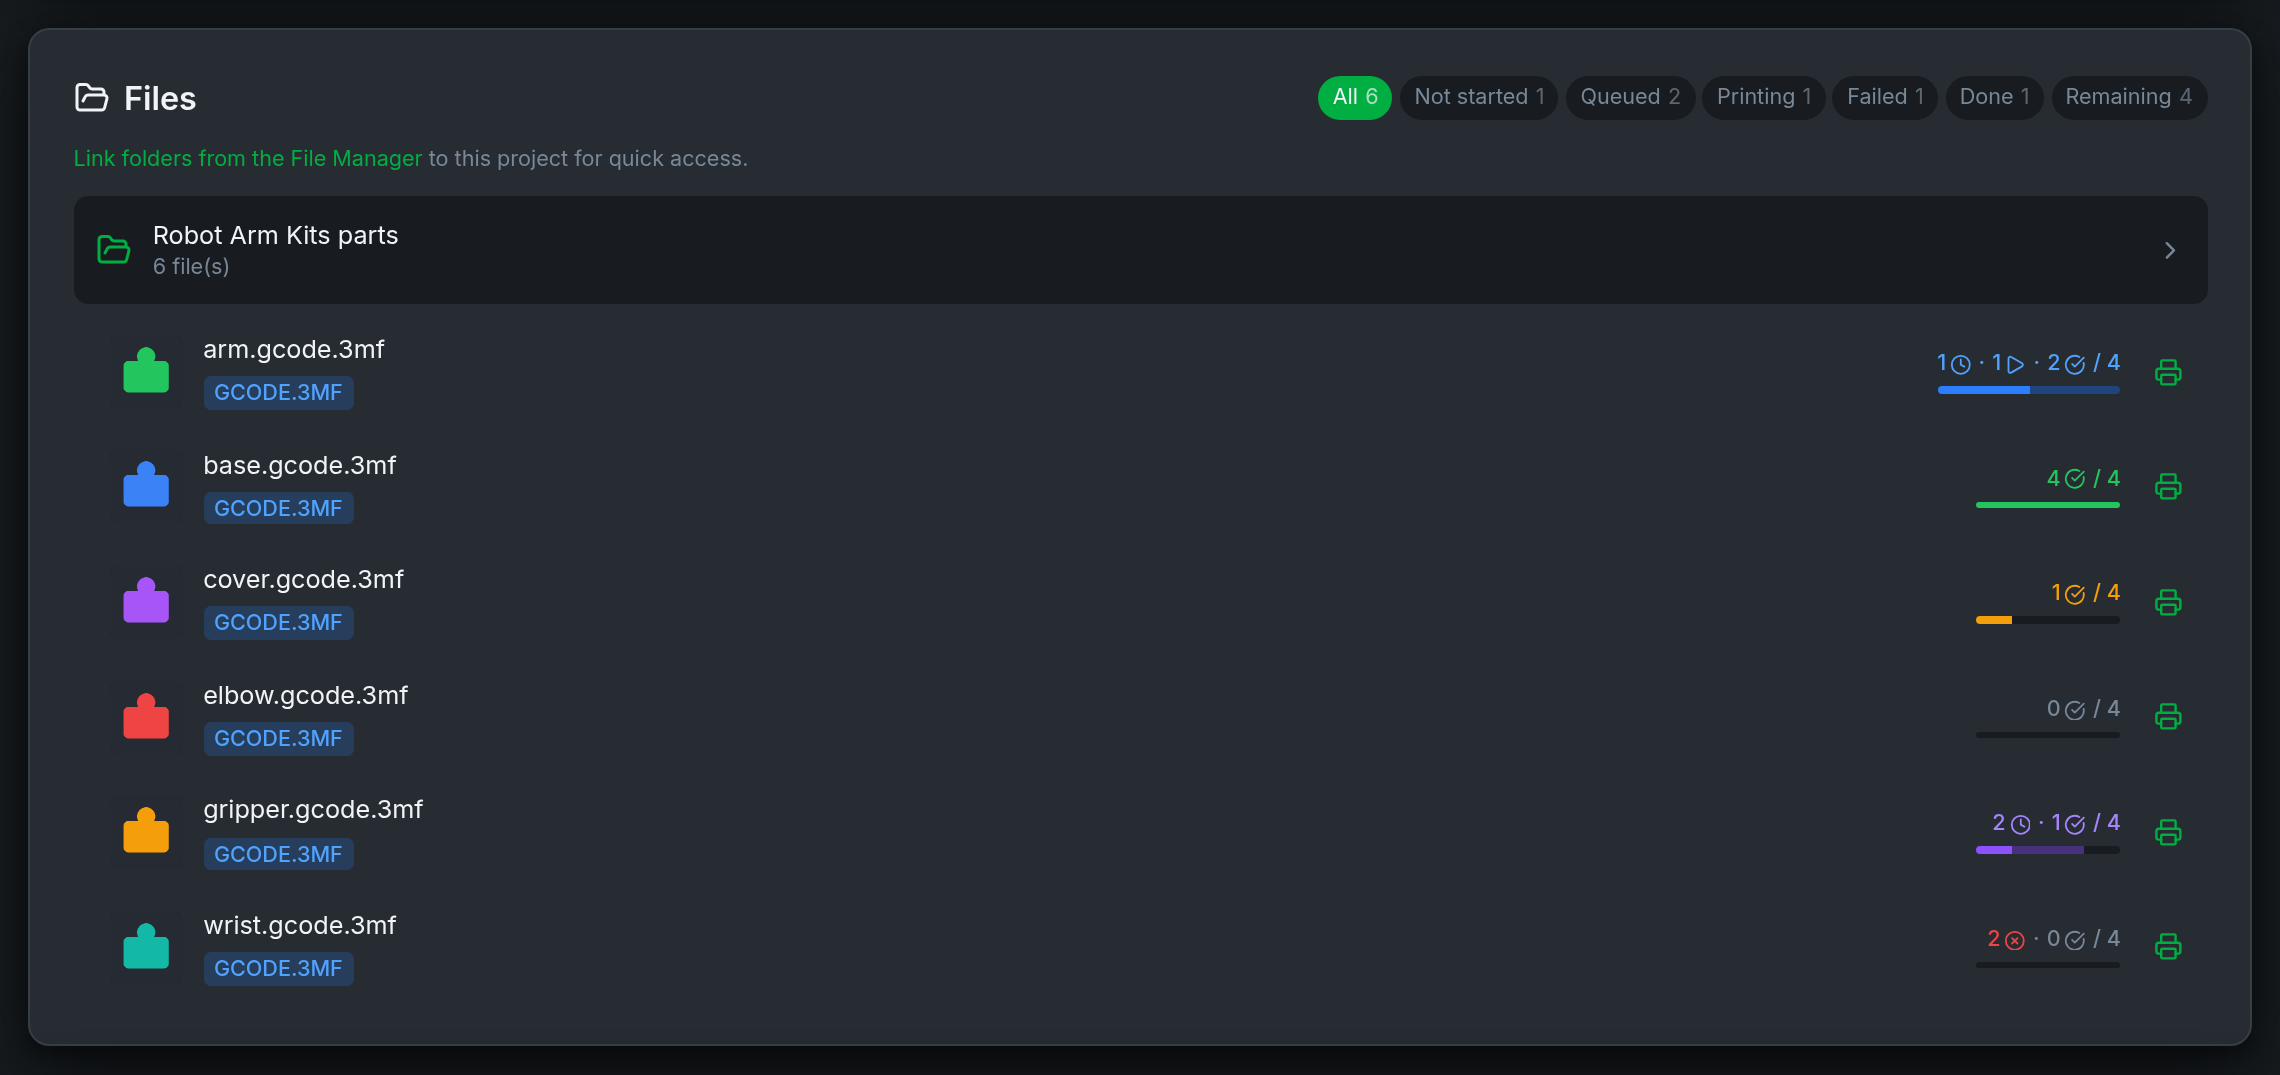 Files
All 6 Not started 1 Queued 2 Printing 1 Failed 1 Done 1 Remaining 4
Link folders from the File Manager to this project for quick access.
Robot Arm Kits parts
6 file(s)
arm.gcode.3mf
GCODE.3MF
1 · 1 · 2 / 4
base.gcode.3mf
GCODE.3MF
4 / 4
cover.gcode.3mf
GCODE.3MF
1 / 4
elbow.gcode.3mf
GCODE.3MF
0 / 4
gripper.gcode.3mf
GCODE.3MF
2 · 1 / 4
wrist.gcode.3mf
GCODE.3MF
2 · 0 / 4